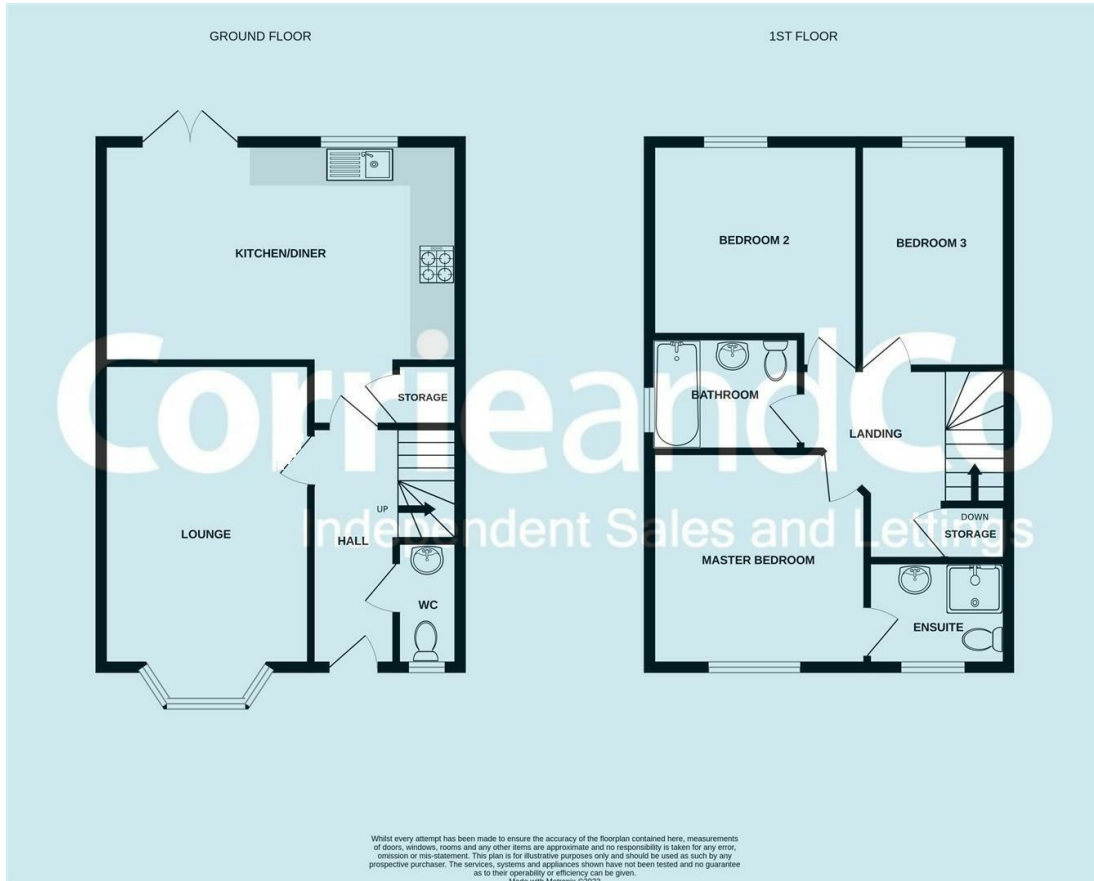 GROUND FLOOR
1ST FLOOR
KITCHEN/DINER
BEDROOM 2
BEDROOM 3
CorrieandCo
Independent Sales and Lettings
STORAGE
BATHROOM
LANDING
LOUNGE
UP
HALL
DOWN
STORAGE
MASTER BEDROOM
WC
ENSUITE
Whilst every attempt has been made to ensure the accuracy of the floorplan contained here, measurements
of doors, windows, rooms and any other items are approximate and no responsibility is taken for any error,
omission or mis-statement. This plan is for illustrative purposes only and should be used as such by any
prospective purchaser. The services, systems and appliances shown have not been tested and no guarantee
as to their operability or efficiency can be given.
Made with Metropix ©2023